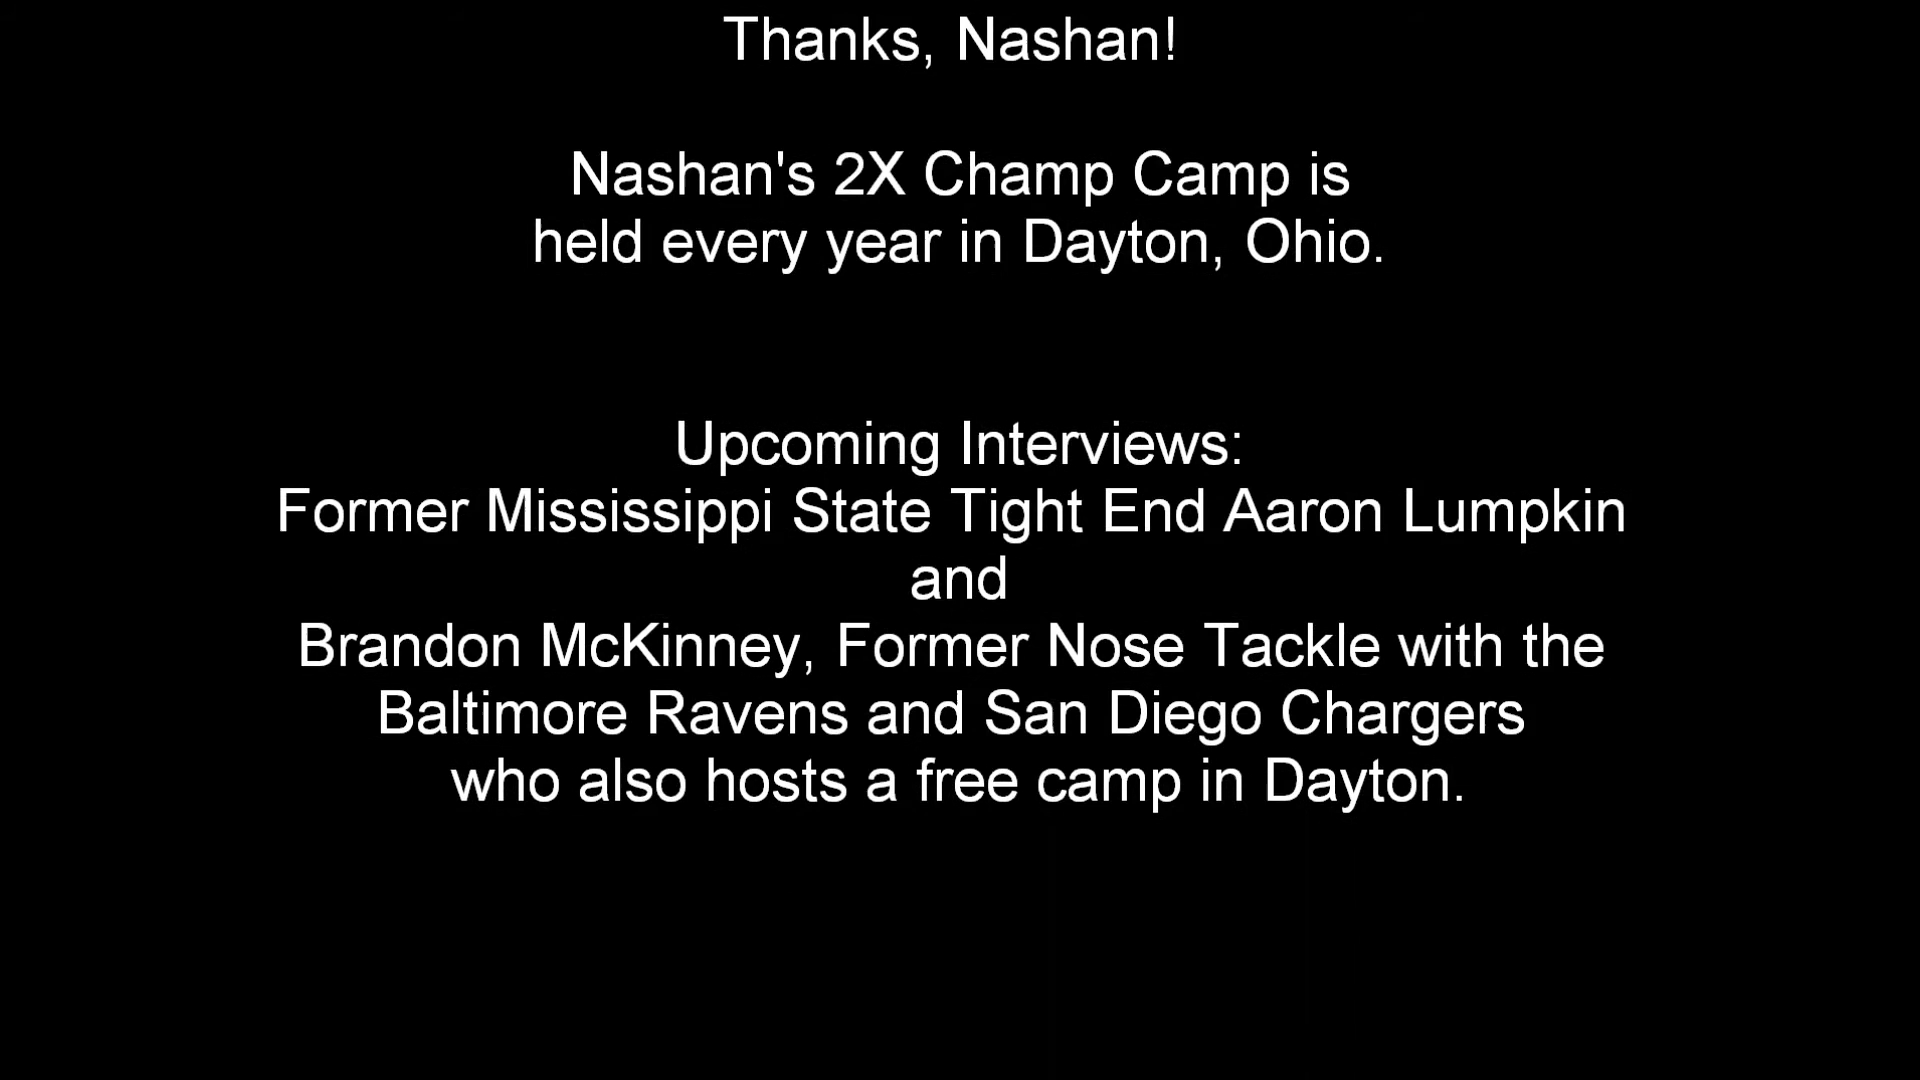 Thanks, Nashan!
Nashan's 2X Champ Camp is
held every year in Dayton, Ohio.
Upcoming Interviews:
Former Mississippi State Tight End Aaron Lumpkin
and
Brandon McKinney, Former Nose Tackle with the
Baltimore Ravens and San Diego Chargers
who also hosts a free camp in Dayton.